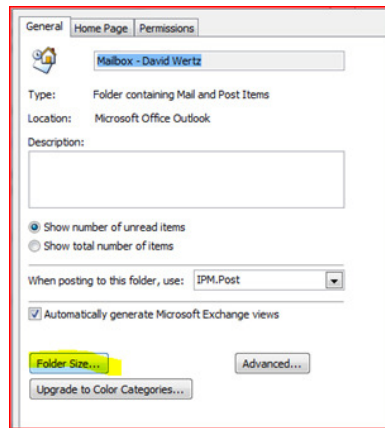 General Home Page Permissions
Mailbox - David Wertz
Type: Folder containing Mail and Post Items
Location: Microsoft Office Outlook
Description:
Show number of unread items
Show total number of items
When posting to this folder, use: IPM.Post
Automatically generate Microsoft Exchange views
Folder Size... Advanced...
Upgrade to Color Categories...